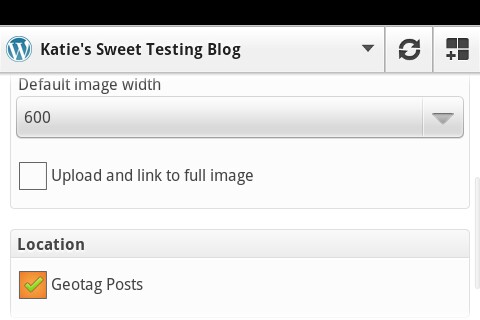 Katie's Sweet Testing Blog
Default image width
600
Upload and link to full image
Location
Geotag Posts